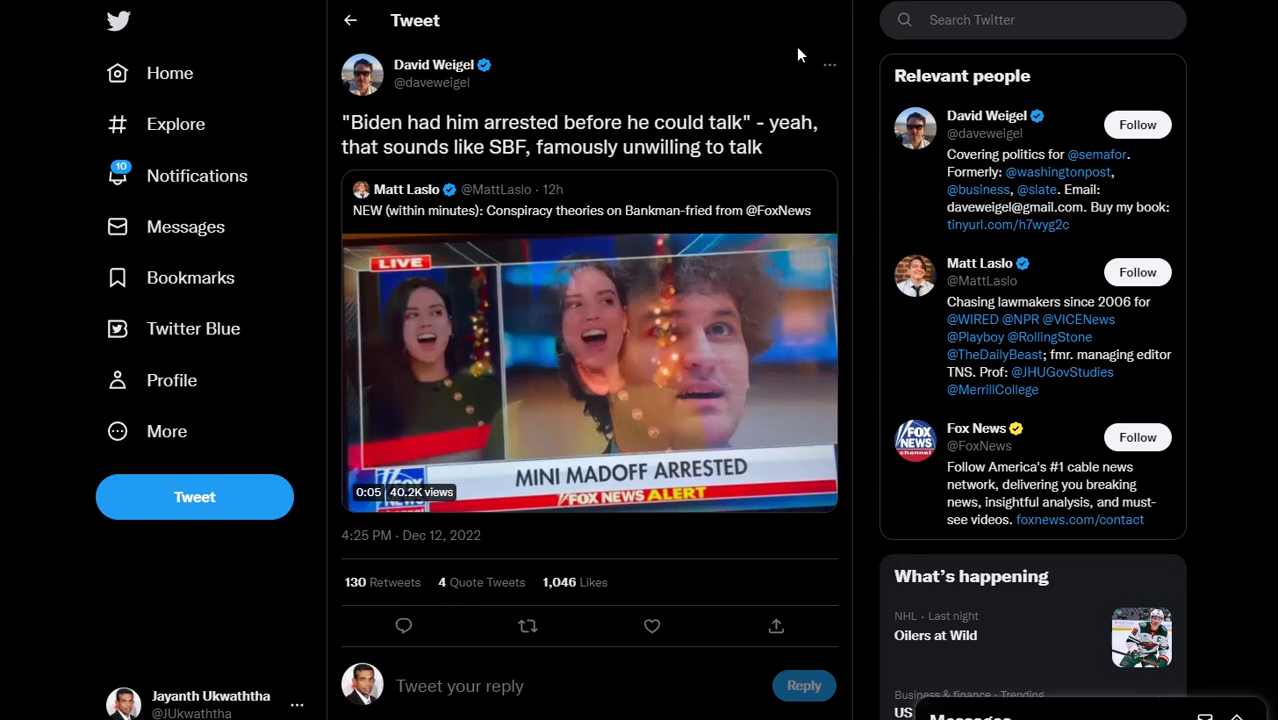 Home
Explore
10
Notifications
Messages
Bookmarks
Twitter Blue
Profile
More
Tweet
Jayanth Ukwaththa
@JUkwaththa
Tweet
David Weigel
@daveweigel
"Biden had him arrested before he could talk" - yeah,
that sounds like SBF, famously unwilling to talk
Matt Laslo @MattLaslo · 12h
NEW (within minutes): Conspiracy theories on Bankman-fried from @FoxNews
LIVE
MINI MADOFF ARRESTED
FOX NEWS ALERT
FOX
NEWS
channel
0:05 40.2K views
4:25 PM · Dec 12, 2022
130 Retweets 4 Quote Tweets 1,046 Likes
Tweet your reply
Reply
Search Twitter
Relevant people
David Weigel
@daveweigel
Follow
Covering politics for @semafor.
Formerly: @washingtonpost,
@business, @slate. Email:
daveweigel@gmail.com. Buy my book:
tinyurl.com/h7wyg2c
Matt Laslo
@MattLaslo
Follow
Chasing lawmakers since 2006 for
@WIRED @NPR @VICENews
@Playboy @RollingStone
@TheDailyBeast; fmr. managing editor
TNS. Prof: @JHUGovStudies
@MerrillCollege
FOX
NEWS
channel
Fox News
@FoxNews
Follow
Follow America's #1 cable news
network, delivering you breaking
news, insightful analysis, and must-
see videos. foxnews.com/contact
What's happening
NHL · Last night
Oilers at Wild
Business & finance · Trending
US
Messages